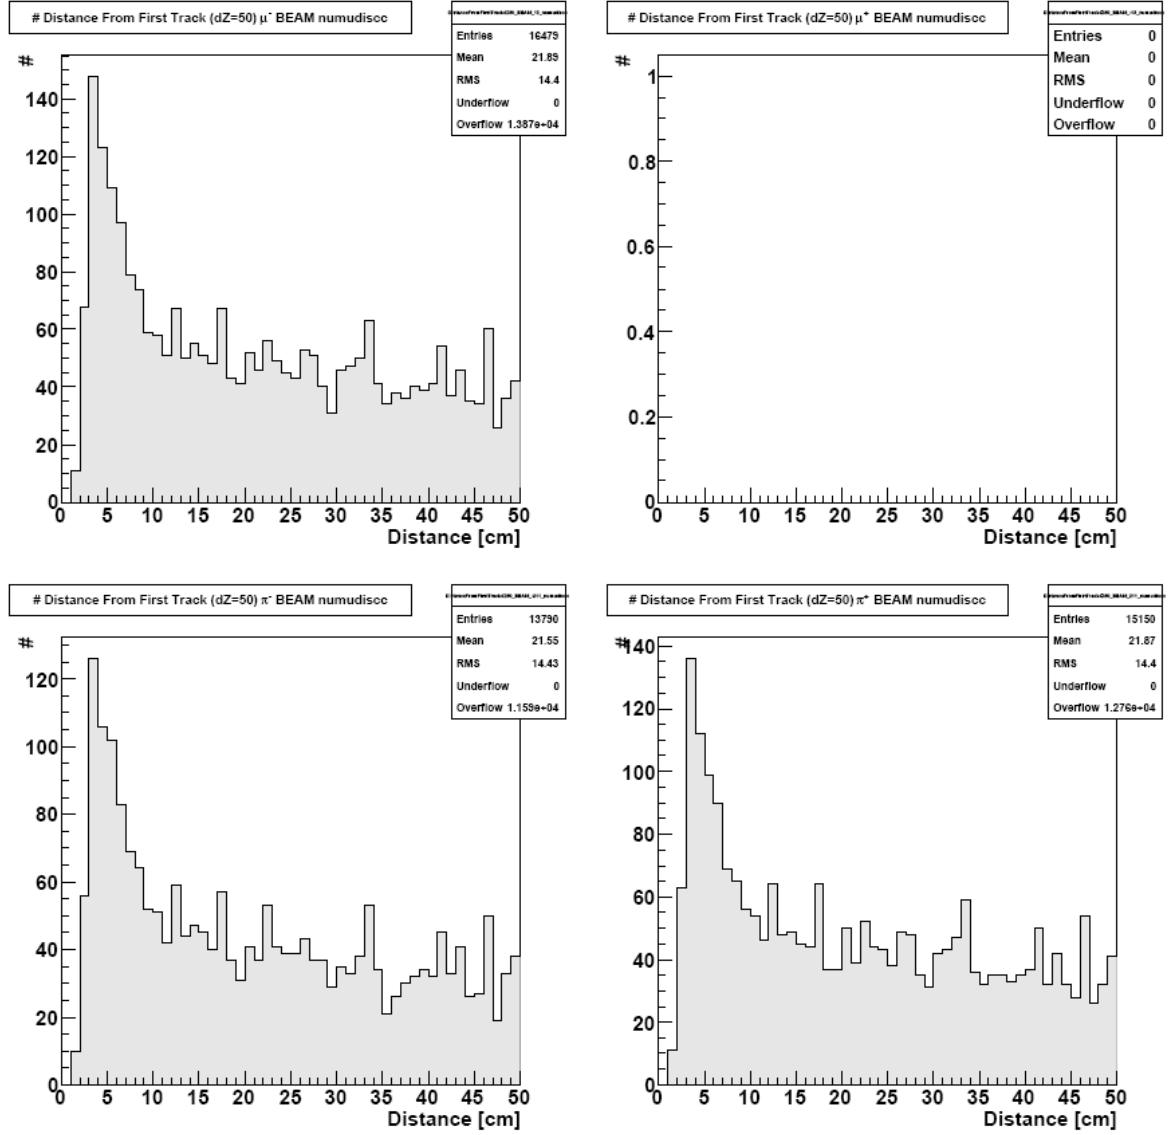 # Distance From First Track (dZ=50) μ- BEAM numudiscc
Entries 16479
Mean 21.89
RMS 14.4
Underflow 0
Overflow 1.387e+04
#
140
120
100
80
60
40
20
0
0 5 10 15 20 25 30 35 40 45 50
Distance [cm]
# Distance From First Track (dZ=50) μ+ BEAM numudiscc
Entries 0
Mean 0
RMS 0
Underflow 0
Overflow 0
#
1
0.8
0.6
0.4
0.2
0
0 5 10 15 20 25 30 35 40 45 50
Distance [cm]
# Distance From First Track (dZ=50) π- BEAM numudiscc
Entries 13790
Mean 21.55
RMS 14.43
Underflow 0
Overflow 1.159e+04
#
120
100
80
60
40
20
0
0 5 10 15 20 25 30 35 40 45 50
Distance [cm]
# Distance From First Track (dZ=50) π+ BEAM numudiscc
Entries 15150
Mean 21.87
RMS 14.4
Underflow 0
Overflow 1.276e+04
#
140
120
100
80
60
40
20
0
0 5 10 15 20 25 30 35 40 45 50
Distance [cm]